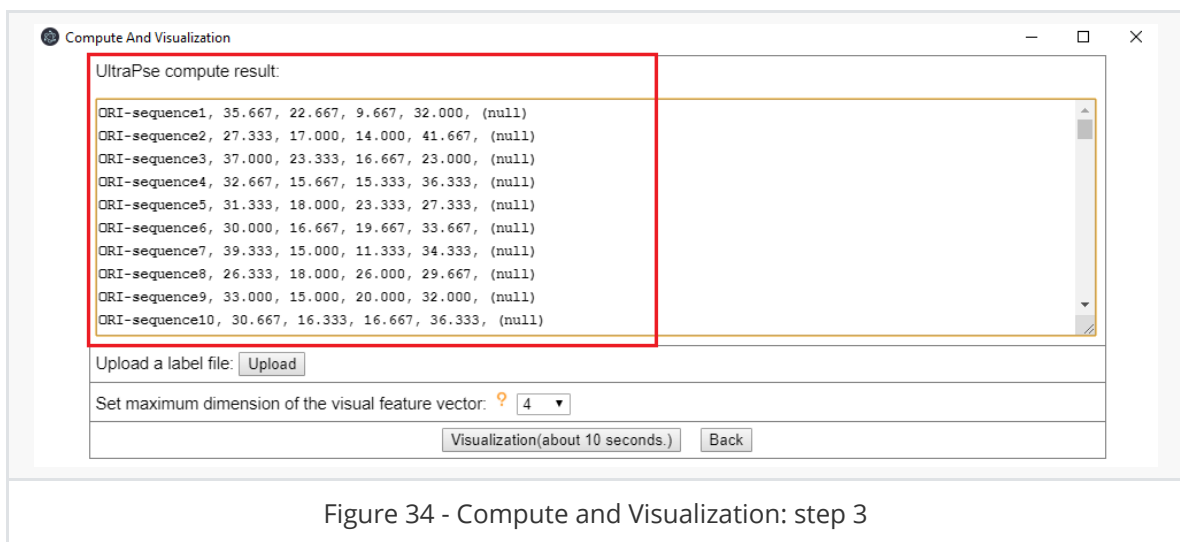 Compute And Visualization
UltraPse compute result:
ORI-sequence1, 35.667, 22.667, 9.667, 32.000, (null)
ORI-sequence2, 27.333, 17.000, 14.000, 41.667, (null)
ORI-sequence3, 37.000, 23.333, 16.667, 23.000, (null)
ORI-sequence4, 32.667, 15.667, 15.333, 36.333, (null)
ORI-sequence5, 31.333, 18.000, 23.333, 27.333, (null)
ORI-sequence6, 30.000, 16.667, 19.667, 33.667, (null)
ORI-sequence7, 39.333, 15.000, 11.333, 34.333, (null)
ORI-sequence8, 26.333, 18.000, 26.000, 29.667, (null)
ORI-sequence9, 33.000, 15.000, 20.000, 32.000, (null)
ORI-sequence10, 30.667, 16.333, 16.667, 36.333, (null)
Upload a label file: Upload
Set maximum dimension of the visual feature vector: ? 4
Visualization(about 10 seconds.) Back
Figure 34 - Compute and Visualization: step 3